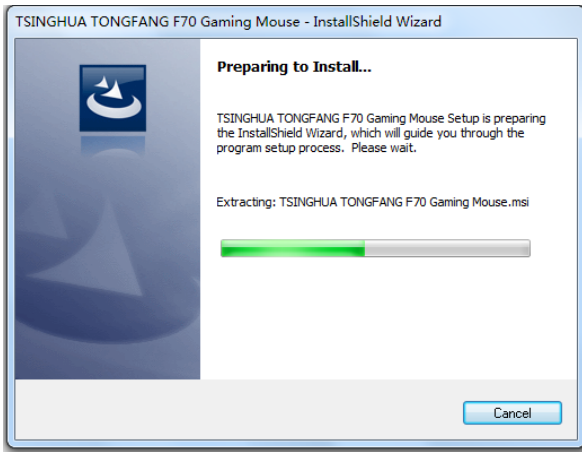 TSINGHUA TONGFANG F70 Gaming Mouse - InstallShield Wizard
Preparing to Install...
TSINGHUA TONGFANG F70 Gaming Mouse Setup is preparing
the InstallShield Wizard, which will guide you through the
program setup process.  Please wait.
Extracting: TSINGHUA TONGFANG F70 Gaming Mouse.msi
Cancel